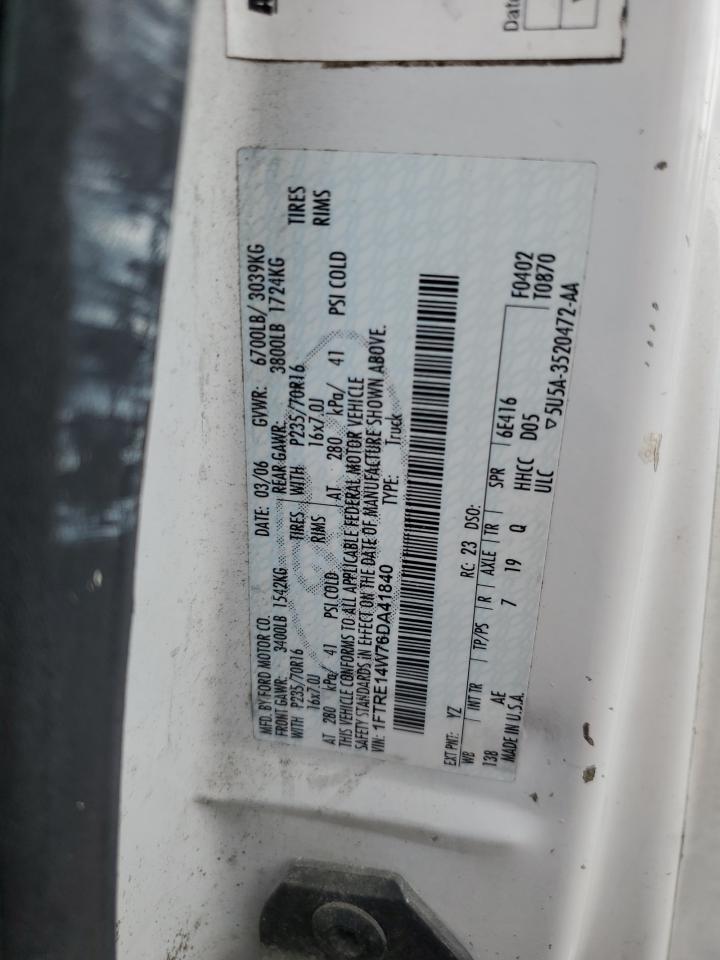 Date
MFD. BY FORD MOTOR CO. DATE: 03/06 GVWR: 6700LB/3039KG
FRONT GAWR: 3400LB 1542KG REAR GAWR: 3800LB 1724KG
WITH P235/70R16 TIRES WITH P235/70R16 TIRES
16x7.0J RIMS 16x7.0J RIMS
AT 280 kPa/ 41 PSI COLD AT 280 kPa/ 41 PSI COLD
THIS VEHICLE CONFORMS TO ALL APPLICABLE FEDERAL MOTOR VEHICLE
SAFETY STANDARDS IN EFFECT ON THE DATE OF MANUFACTURE SHOWN ABOVE.
VIN: 1FTRE14W76DA41840 TYPE: Truck
EXT PNT: YZ RC: 23 DSO:
WB INT TR TP/PS R AXLE TR SPR 6E416 F0402
138 AE 7 19 Q HHCC D05 T0870
MADE IN U.S.A. ULC ▽5U5A-3520472-AA